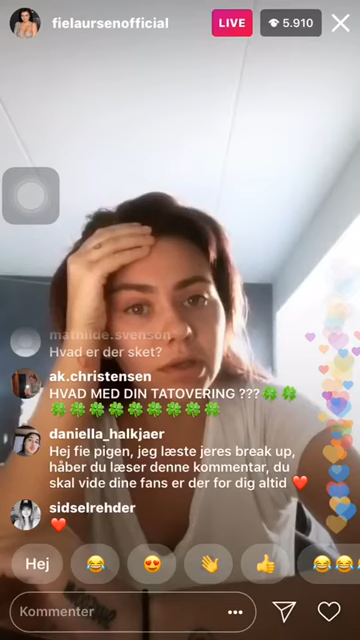 fielaursenofficial LIVE 5.910
mathilde.svenson
Hvad er der sket?
ak.christensen
HVAD MED DIN TATOVERING ???🍀🍀
🍀🍀🍀🍀🍀🍀🍀🍀🍀
daniella_halkjaer
Hej fie pigen, jeg læste jeres break up,
håber du læser denne kommentar, du
skal vide dine fans er der for dig altid ❤️
sidselrehder
❤️
Hej 😂 😍 👋 👍 😂😂
Kommenter